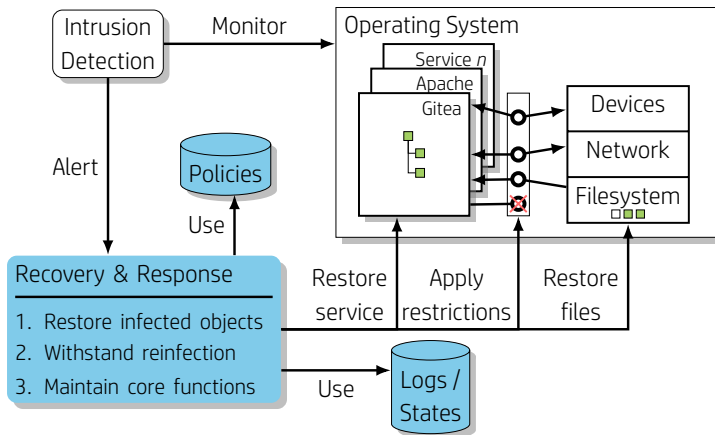 Intrusion
Detection
Monitor
Operating System
Service n
Apache
Gitea
Devices
Network
Filesystem
Alert
Policies
Use
Recovery & Response
1. Restore infected objects
2. Withstand reinfection
3. Maintain core functions
Restore
service
Apply
restrictions
Restore
files
Use
Logs /
States